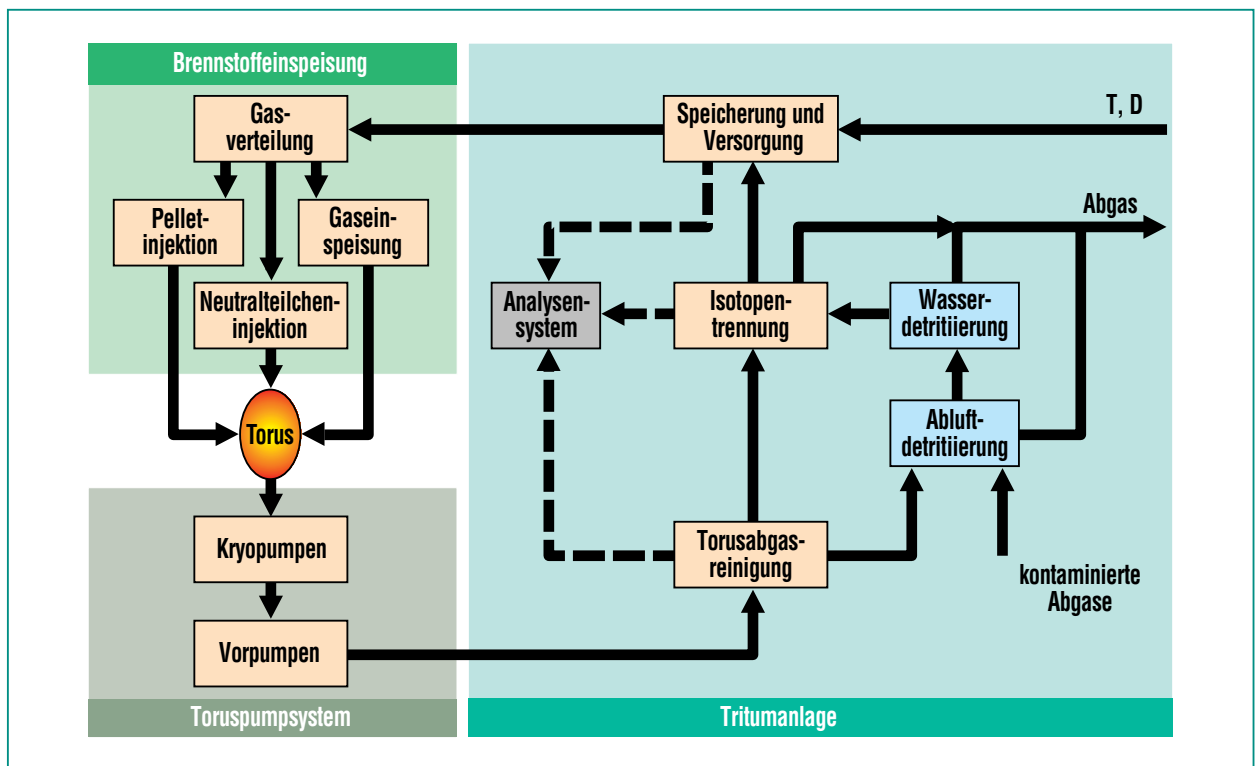 Brennstoffeinspeisung
Gas-
verteilung
Pellet-
injektion
Gasein-
speisung
Neutralteilchen-
injektion
Torus
Kryopumpen
Vorpumpen
Toruspumpsystem
Speicherung und
Versorgung
T, D
Abgas
Analysen-
system
Isotopen-
trennung
Wasser-
detritiierung
Abluft-
detritiierung
Torusabgas-
reinigung
kontaminierte
Abgase
Tritumanlage